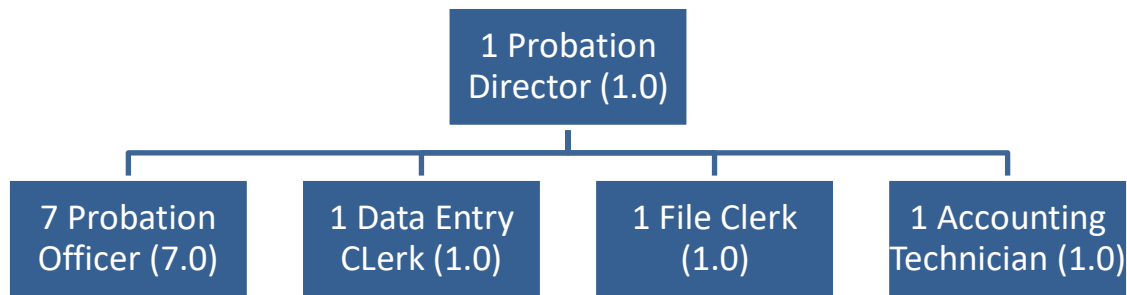 1 Probation
Director (1.0)
7 Probation
Officer (7.0)
1 Data Entry
CLerk (1.0)
1 File Clerk
(1.0)
1 Accounting
Technician (1.0)